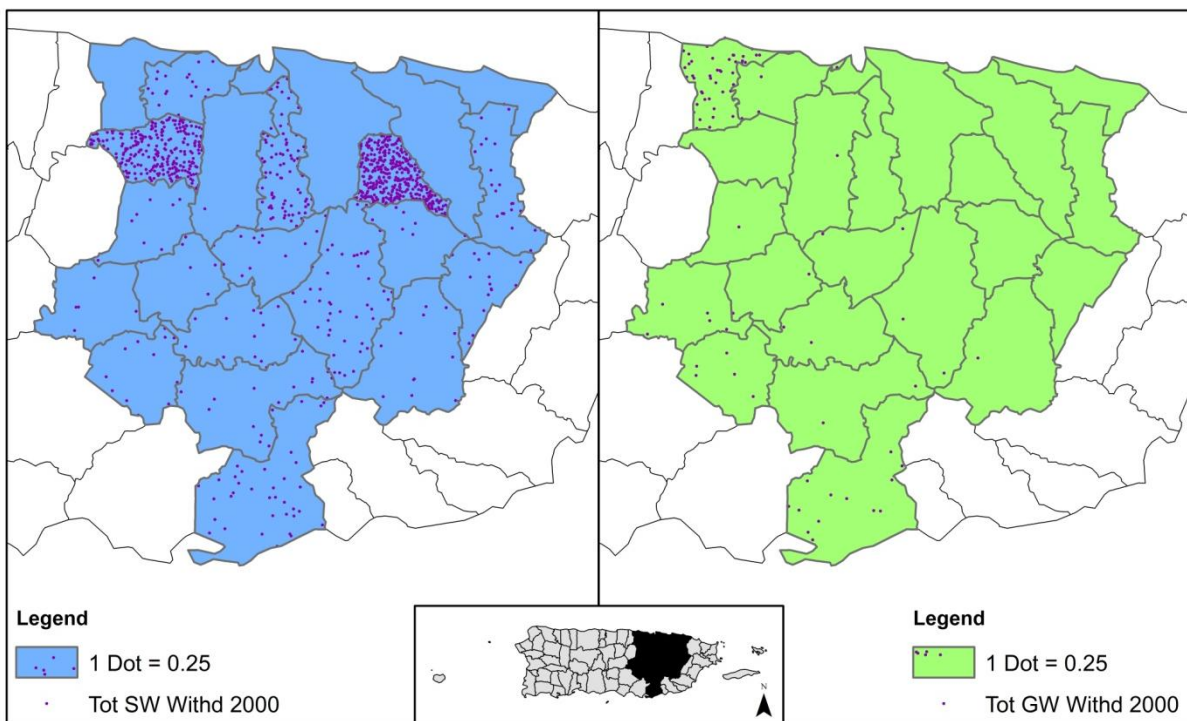 Legend
1 Dot = 0.25
Tot SW Withd 2000
N
Legend
1 Dot = 0.25
Tot GW Withd 2000